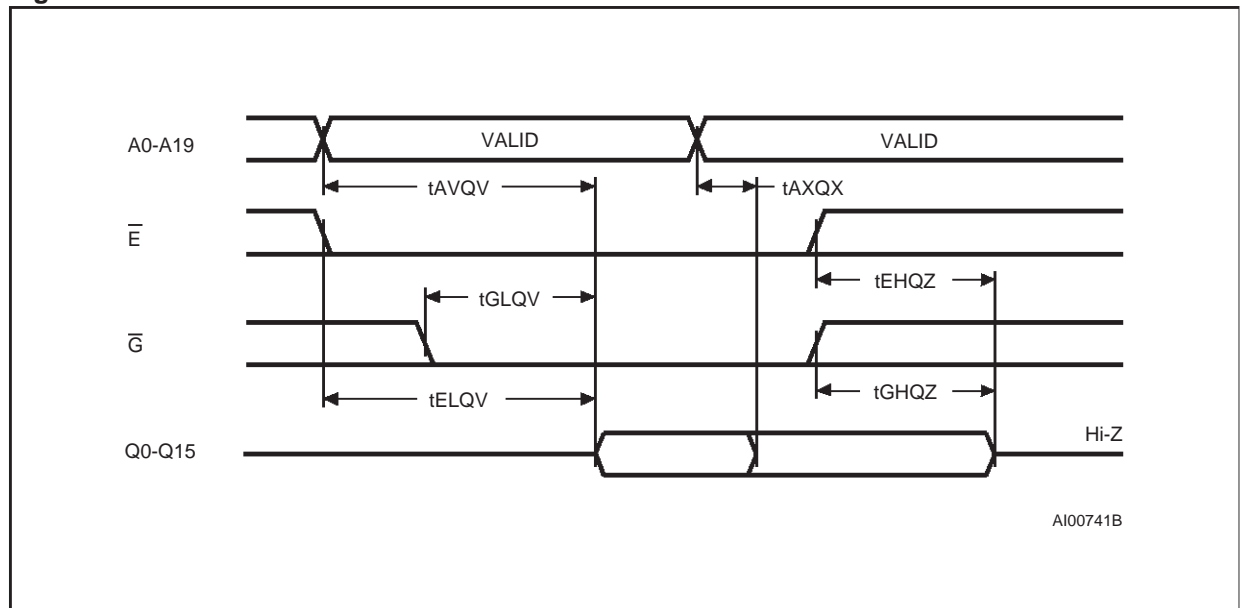 A0-A19
VALID
VALID
tAVQV
tAXQX
E̅
tEHQZ
tGLQV
G̅
tELQV
tGHQZ
Q0-Q15
Hi-Z
AI00741B